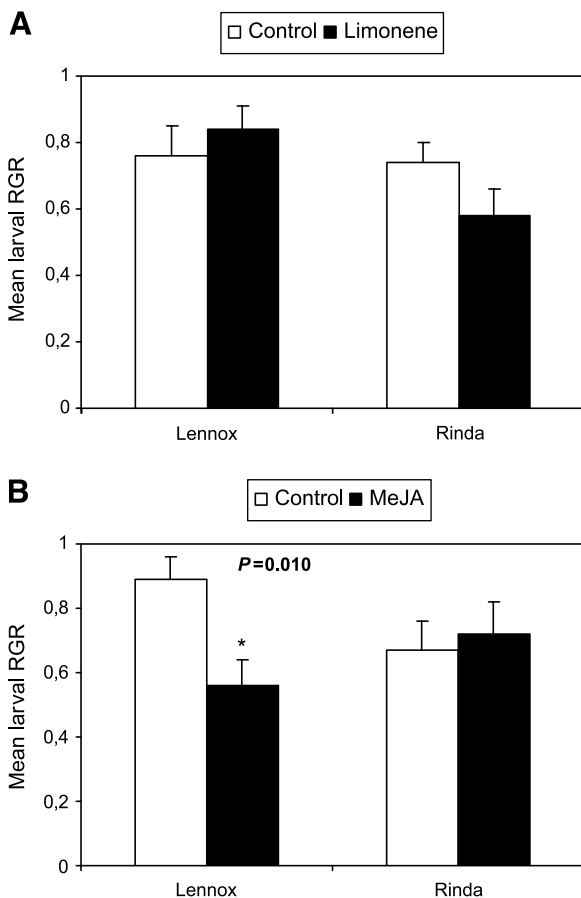 A
Control Limonene
Mean larval RGR
1
0,8
0,6
0,4
0,2
0
Lennox Rinda
B
Control MeJA
Mean larval RGR
1
0,8
0,6
0,4
0,2
0
P=0.010
*
Lennox Rinda